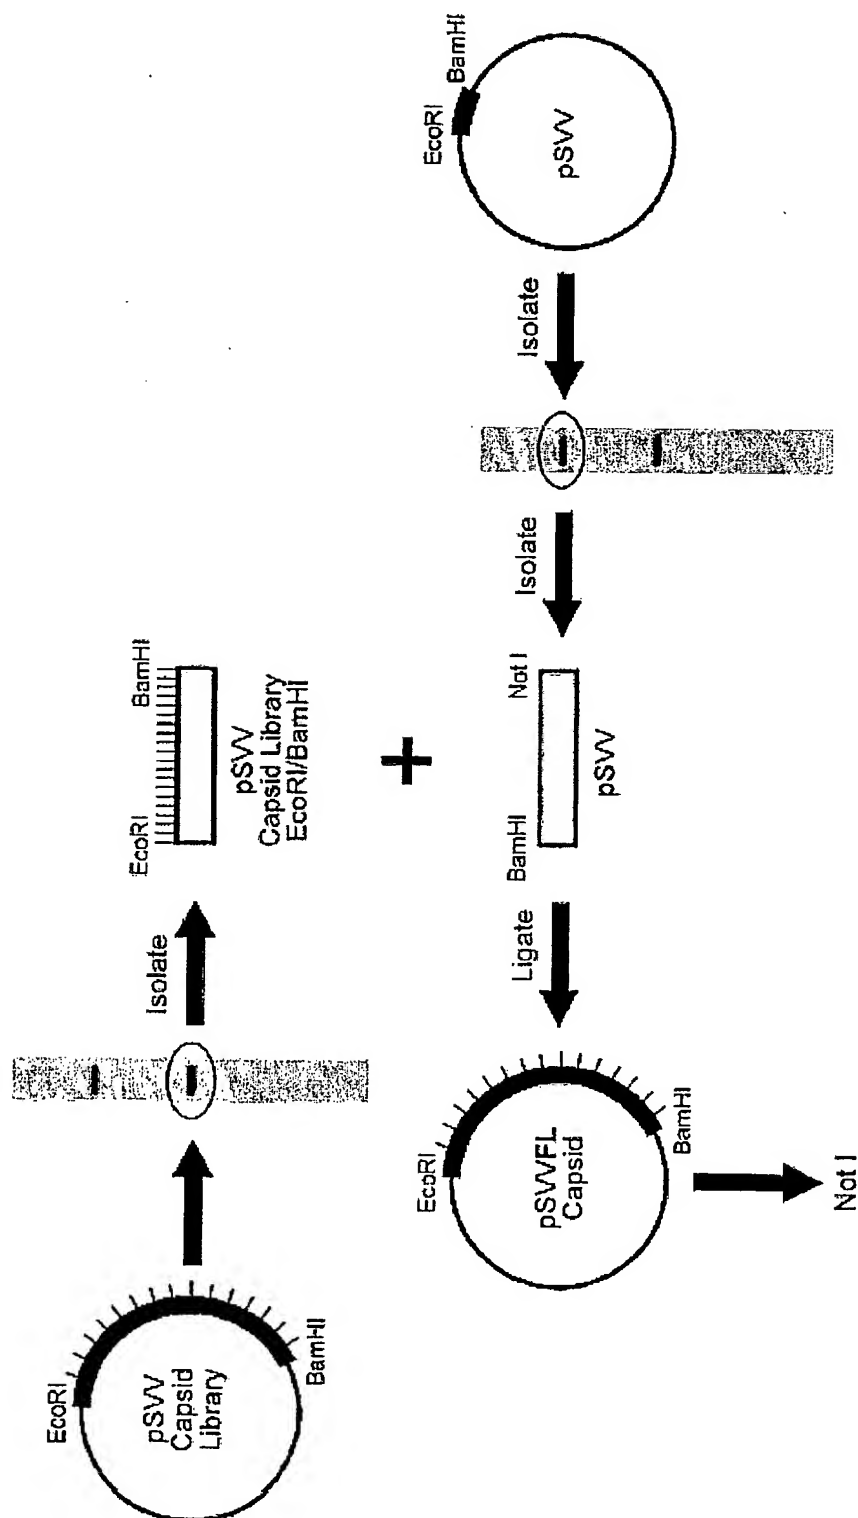 EcoRI
pSVV
Capsid
Library
BamHI
Isolate
EcoRI
BamHI
pSVV
Capsid Library
EcoRI/BamHI
+
EcoRI
pSVVFL
Capsid
BamHI
Not I
Ligate
BamHI
Not I
pSVV
Isolate
Isolate
EcoRI
BamHI
pSVV